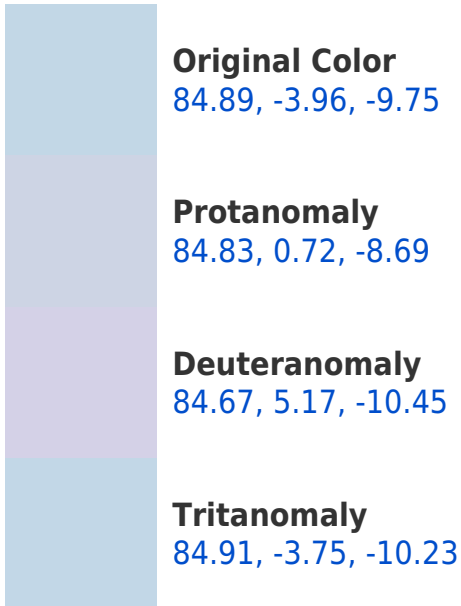 Original Color
84.89, -3.96, -9.75
Protanomaly
84.83, 0.72, -8.69
Deuteranomaly
84.67, 5.17, -10.45
Tritanomaly
84.91, -3.75, -10.23